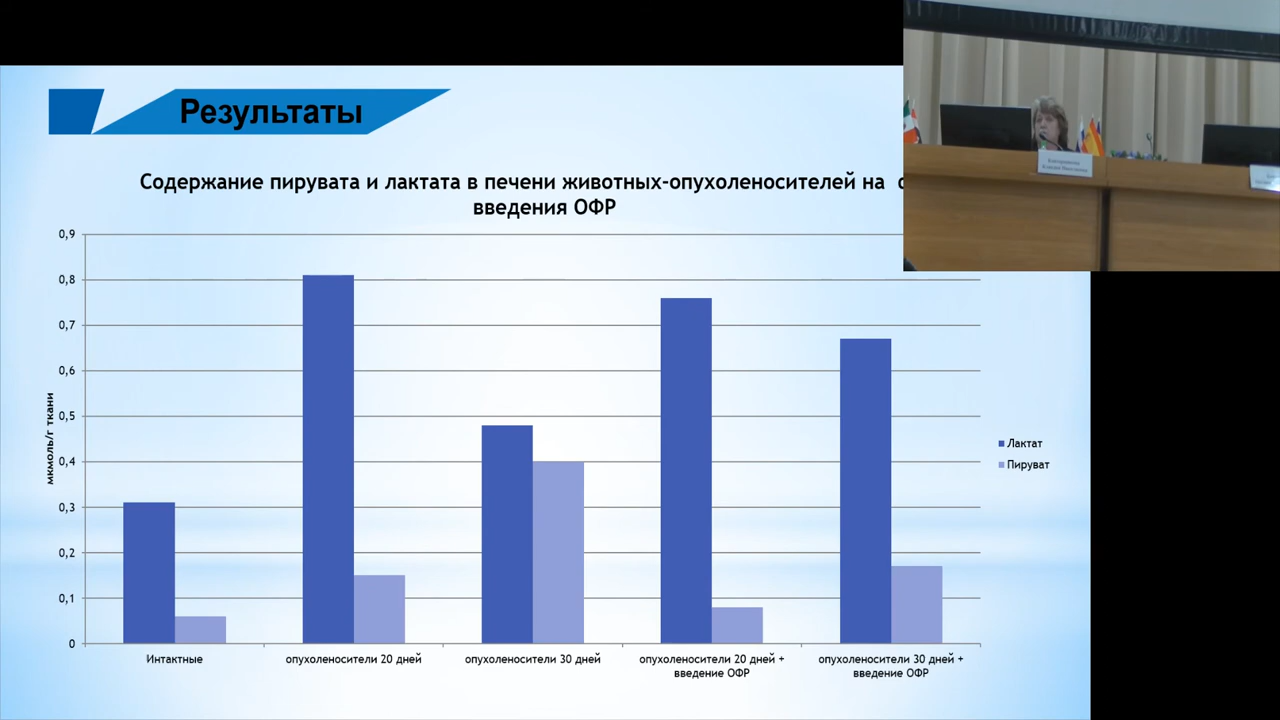 Результаты
Содержание пирувата и лактата в печени животных-опухоленосителей на
введения ОФР
0,9
0,8
0,7
0,6
0,5
0,4
0,3
0,2
0,1
0
мкмоль/г ткани
Лактат
Пируват
Интактные
опухоленосители 20 дней
опухоленосители 30 дней
опухоленосители 20 дней +
введение ОФР
опухоленосители 30 дней +
введение ОФР